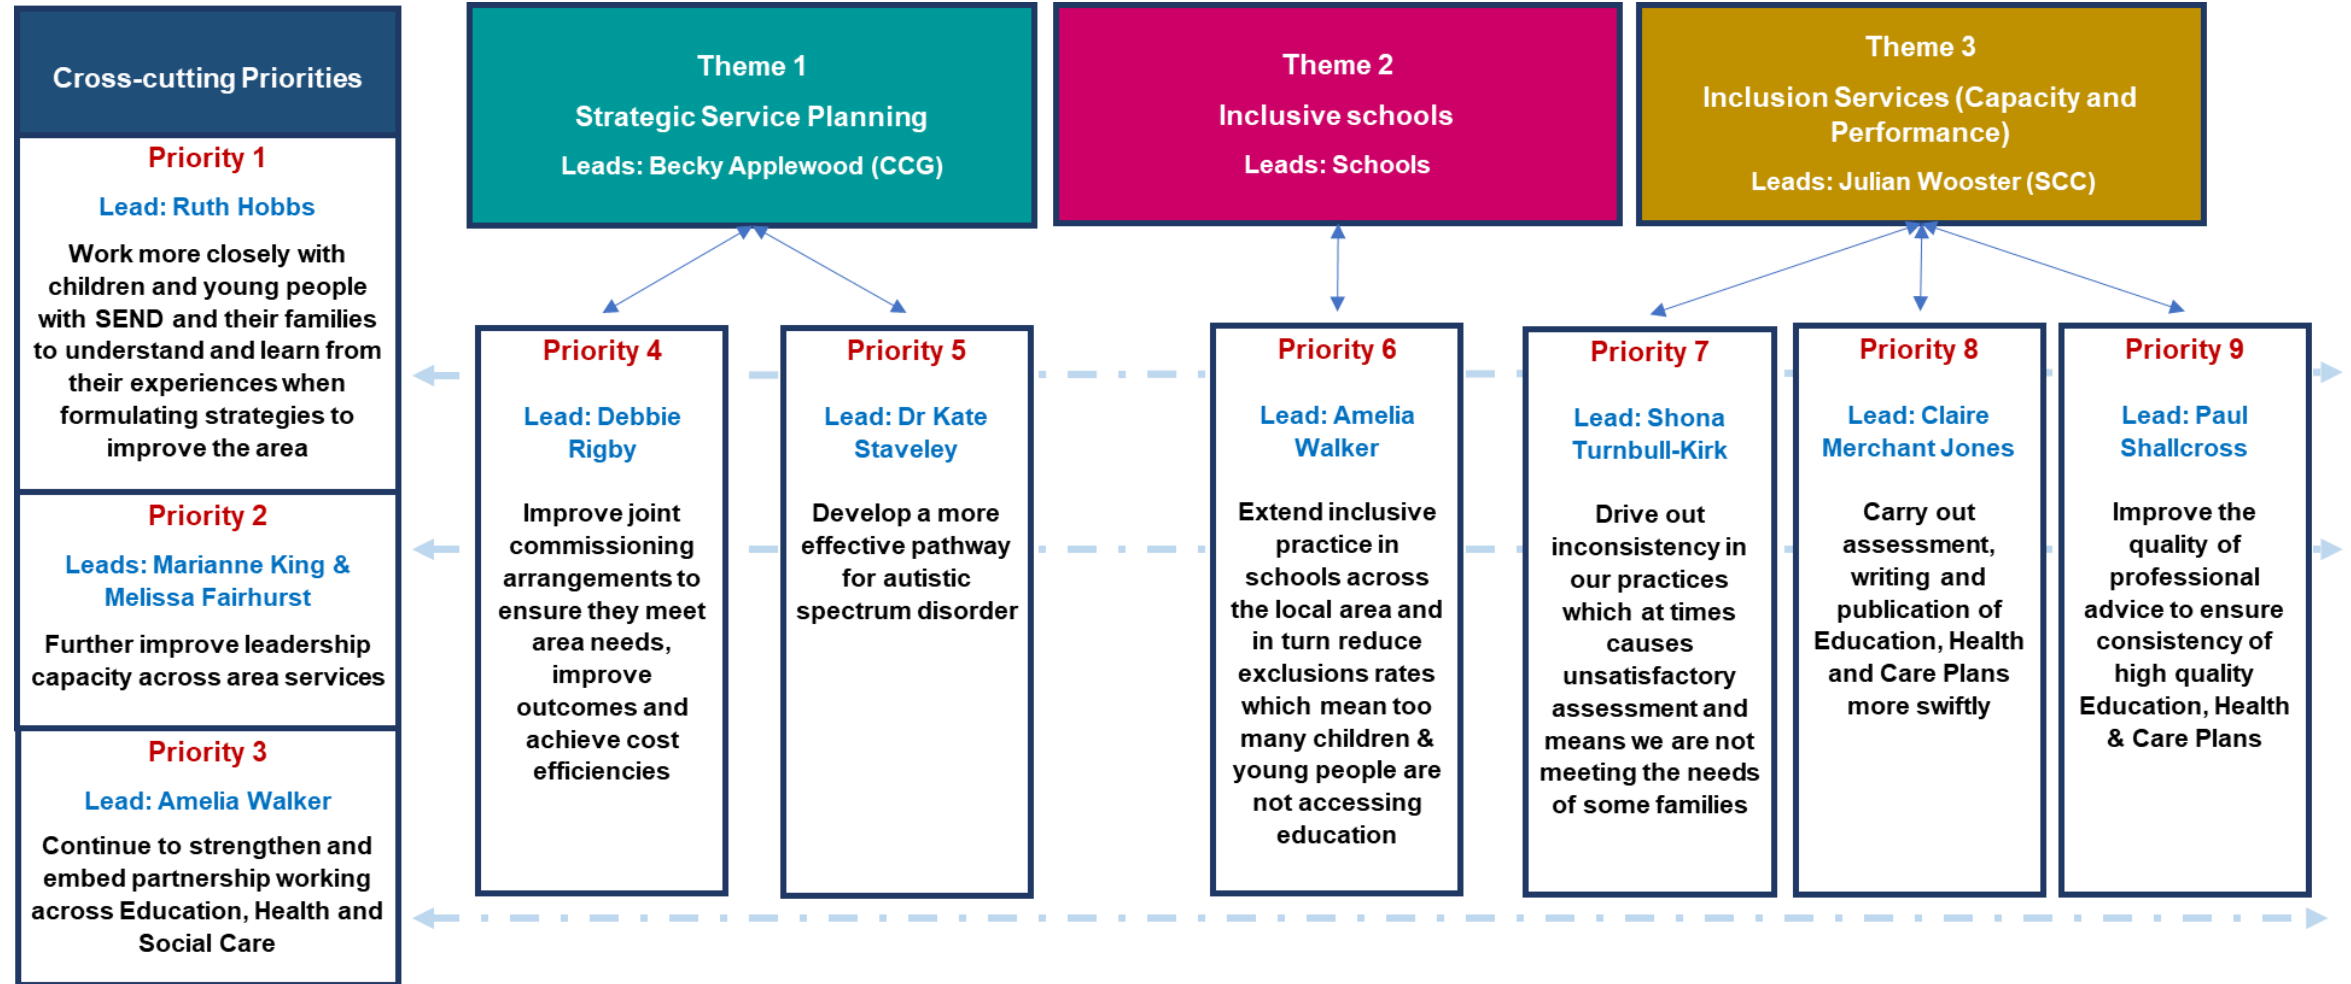 Cross-cutting Priorities
Priority 1
Lead: Ruth Hobbs
Work more closely with
children and young people
with SEND and their families
to understand and learn from
their experiences when
formulating strategies to
improve the area
Priority 2
Leads: Marianne King &
Melissa Fairhurst
Further improve leadership
capacity across area services
Priority 3
Lead: Amelia Walker
Continue to strengthen and
embed partnership working
across Education, Health and
Social Care
Theme 1
Strategic Service Planning
Leads: Becky Applewood (CCG)
Theme 2
Inclusive schools
Leads: Schools
Theme 3
Inclusion Services (Capacity and
Performance)
Leads: Julian Wooster (SCC)
Priority 4
Lead: Debbie
Rigby
Improve joint
commissioning
arrangements to
ensure they meet
area needs,
improve
outcomes and
achieve cost
efficiencies
Priority 5
Lead: Dr Kate
Staveley
Develop a more
effective pathway
for autistic
spectrum disorder
Priority 6
Lead: Amelia
Walker
Extend inclusive
practice in
schools across
the local area and
in turn reduce
exclusions rates
which mean too
many children &
young people are
not accessing
education
Priority 7
Lead: Shona
Turnbull-Kirk
Drive out
inconsistency in
our practices
which at times
causes
unsatisfactory
assessment and
means we are not
meeting the needs
of some families
Priority 8
Lead: Claire
Merchant Jones
Carry out
assessment,
writing and
publication of
Education, Health
and Care Plans
more swiftly
Priority 9
Lead: Paul
Shallcross
Improve the
quality of
professional
advice to ensure
consistency of
high quality
Education, Health
& Care Plans